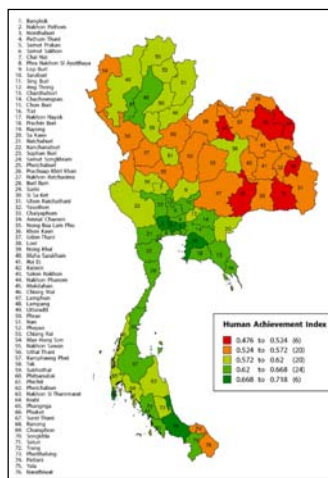 1. Bangkok
2. Nakhon Pathom
3. Nonthaburi
4. Pathum Thani
5. Samut Prakan
6. Samut Sakhon
7. Chai Nat
8. Phra Nakhon Si Ayutthaya
9. Lop Buri
10. Saraburi
11. Sing Buri
12. Ang Thong
13. Chanthaburi
14. Chachoengsao
15. Chon Buri
16. Trat
17. Nakhon Nayok
18. Prachin Buri
19. Rayong
20. Sa Kaeo
21. Ratchaburi
22. Kanchanaburi
23. Suphan Buri
24. Samut Songkhram
25. Phetchaburi
26. Prachuap Khiri Khan
27. Nakhon Ratchasima
28. Buri Ram
29. Surin
30. Si Sa Ket
31. Ubon Ratchathani
32. Yasothon
33. Chaiyaphum
34. Amnat Charoen
35. Nong Bua Lam Phu
36. Khon Kaen
37. Udon Thani
38. Loei
39. Nong Khai
40. Maha Sarakham
41. Roi Et
42. Kalasin
43. Sakon Nakhon
44. Nakhon Phanom
45. Mukdahan
46. Chiang Mai
47. Lamphun
48. Lampang
49. Uttaradit
50. Phrae
51. Nan
52. Phayao
53. Chiang Rai
54. Mae Hong Son
55. Nakhon Sawan
56. Uthai Thani
57. Kamphaeng Phet
58. Tak
59. Sukhothai
60. Phitsanulok
61. Phichit
62. Phetchabun
63. Nakhon Si Thammarat
64. Krabi
65. Phangnga
66. Phuket
67. Surat Thani
68. Ranong
69. Chumphon
70. Songkhla
71. Satun
72. Trang
73. Phatthalung
74. Pattani
75. Yala
76. Narathiwat
Human Achievement Index
0.476 to 0.524 (6)
0.524 to 0.572 (20)
0.572 to 0.62 (20)
0.62 to 0.668 (24)
0.668 to 0.718 (6)